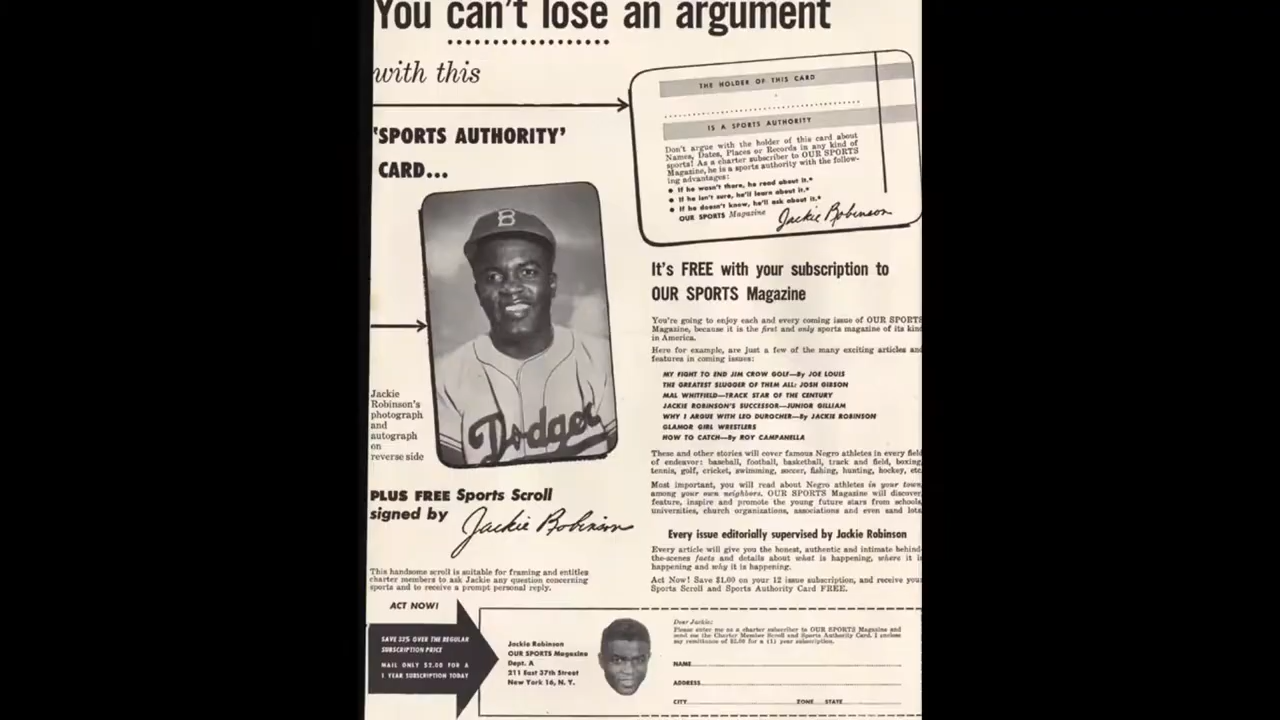 You can't lose an argument
with this
'SPORTS AUTHORITY'
CARD...
THE HOLDER OF THIS CARD
IS A SPORTS AUTHORITY
Don't argue with the holder of this card about
Names, Dates, Places or Records in any kind of
sports! As a charter subscriber to OUR SPORTS
Magazine, he is a sports authority with the follow-
ing advantages:
● If he wasn't there, he read about it.*
● If he isn't sure, he'll learn about it.*
● If he doesn't know, he'll ask about it.*
OUR SPORTS Magazine
Jackie Robinson
B
Dodgers
Jackie
Robinson's
photograph
and
autograph
on
reverse side
PLUS FREE Sports Scroll
signed by Jackie Robinson
This handsome scroll is suitable for framing and entitles
charter members to ask Jackie any question concerning
sports and to receive a prompt personal reply.
It's FREE with your subscription to
OUR SPORTS Magazine
You're going to enjoy each and every coming issue of OUR SPORTS
Magazine, because it is the first and only sports magazine of its kind
in America.
Here for example, are just a few of the many exciting articles and
features in coming issues:
MY FIGHT TO END JIM CROW GOLF—By JOE LOUIS
THE GREATEST SLUGGER OF THEM ALL: JOSH GIBSON
MAL WHITFIELD—TRACK STAR OF THE CENTURY
JACKIE ROBINSON'S SUCCESSOR—JUNIOR GILLIAM
WHY I ARGUE WITH LEO DUROCHER—By JACKIE ROBINSON
GLAMOR GIRL WRESTLERS
HOW TO CATCH—By ROY CAMPANELLA
These and other stories will cover famous Negro athletes in every field
of endeavor: baseball, football, basketball, track and field, boxing,
tennis, golf, cricket, swimming, soccer, fishing, hunting, hockey, etc.
Most important, you will read about Negro athletes in your town,
among your own neighbors. OUR SPORTS Magazine will discover,
feature, inspire and promote the young future stars from schools,
universities, church organizations, associations and even sand lots.
Every issue editorially supervised by Jackie Robinson
Every article will give you the honest, authentic and intimate behind-
the-scenes facts and details about what is happening, where it is
happening and why it is happening.
Act Now! Save $1.00 on your 12 issue subscription, and receive your
Sports Scroll and Sports Authority Card FREE.
ACT NOW!
SAVE 33% OVER THE REGULAR
SUBSCRIPTION PRICE
MAIL ONLY $2.00 FOR A
1 YEAR SUBSCRIPTION TODAY
Jackie Robinson
OUR SPORTS Magazine
Dept. A
211 East 37th Street
New York 16, N. Y.
Dear Jackie:
Please enter me as a charter subscriber to OUR SPORTS Magazine and
send me the Charter Member Scroll and Sports Authority Card. I enclose
my remittance of $2.00 for a (1) year subscription.
NAME
ADDRESS
CITY ZONE STATE